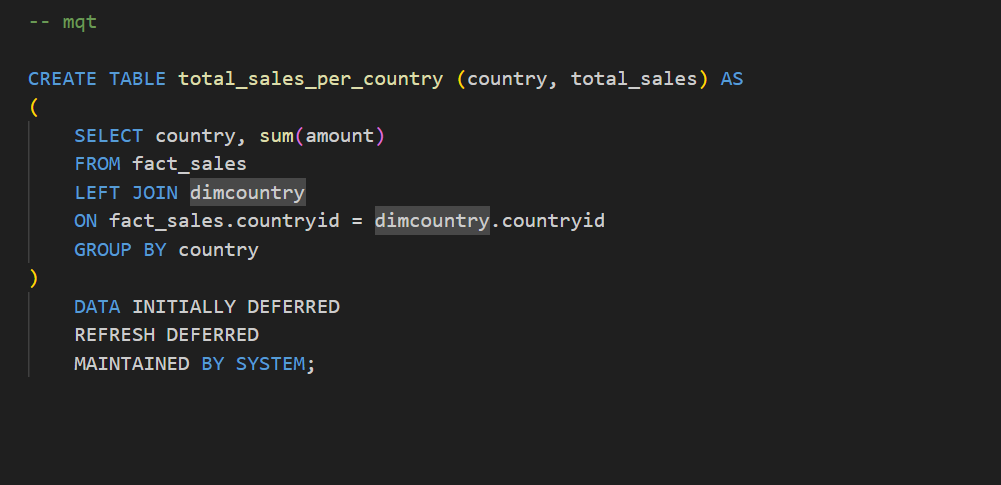 -- mqt
CREATE TABLE total_sales_per_country (country, total_sales) AS
(
SELECT country, sum(amount)
FROM fact_sales
LEFT JOIN dimcountry
ON fact_sales.countryid = dimcountry.countryid
GROUP BY country
)
DATA INITIALLY DEFERRED
REFRESH DEFERRED
MAINTAINED BY SYSTEM;